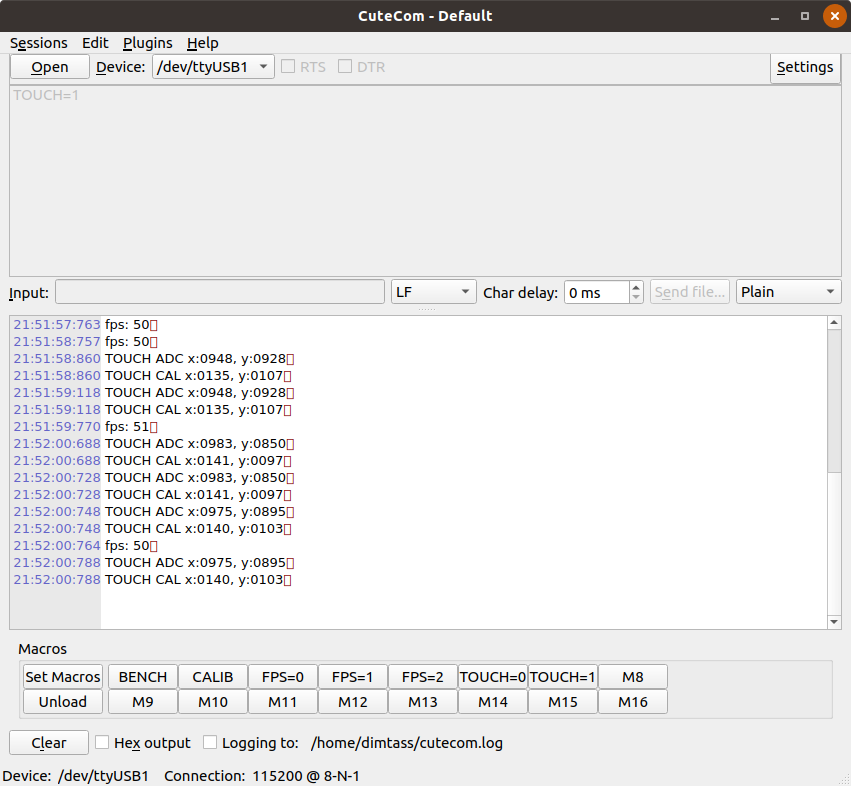 CuteCom - Default
Sessions Edit Plugins Help
Open Device: /dev/ttyUSB1 RTS DTR Settings
TOUCH=1
Input: LF Char delay: 0 ms Send file... Plain
21:51:57:763 fps: 50
21:51:58:757 fps: 50
21:51:58:860 TOUCH ADC x:0948, y:0928
21:51:58:860 TOUCH CAL x:0135, y:0107
21:51:59:118 TOUCH ADC x:0948, y:0928
21:51:59:118 TOUCH CAL x:0135, y:0107
21:51:59:770 fps: 51
21:52:00:688 TOUCH ADC x:0983, y:0850
21:52:00:688 TOUCH CAL x:0141, y:0097
21:52:00:728 TOUCH ADC x:0983, y:0850
21:52:00:728 TOUCH CAL x:0141, y:0097
21:52:00:748 TOUCH ADC x:0975, y:0895
21:52:00:748 TOUCH CAL x:0140, y:0103
21:52:00:764 fps: 50
21:52:00:788 TOUCH ADC x:0975, y:0895
21:52:00:788 TOUCH CAL x:0140, y:0103
Macros
Set Macros BENCH CALIB FPS=0 FPS=1 FPS=2 TOUCH=0 TOUCH=1 M8
Unload M9 M10 M11 M12 M13 M14 M15 M16
Clear Hex output Logging to: /home/dimtass/cutecom.log
Device: /dev/ttyUSB1 Connection: 115200 @ 8-N-1